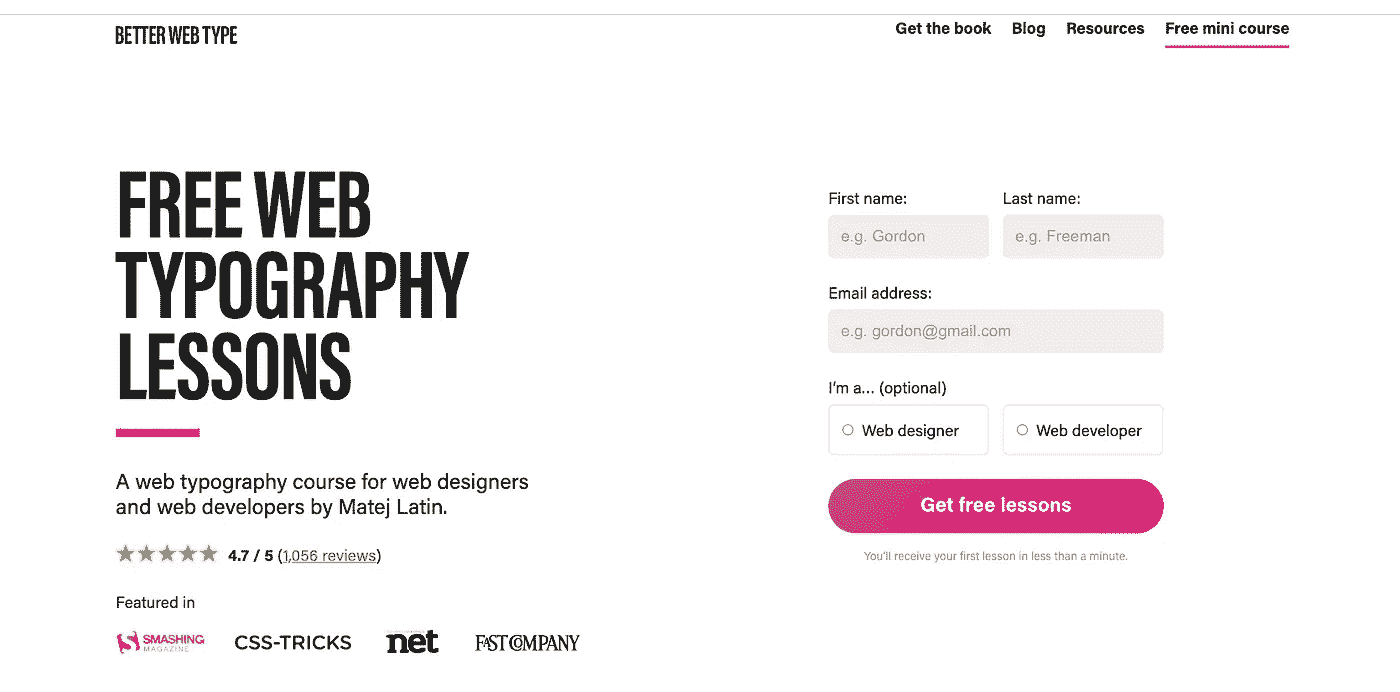 BETTER WEB TYPE
Get the book Blog Resources Free mini course
FREE WEB
TYPOGRAPHY
LESSONS
A web typography course for web designers
and web developers by Matej Latin.
4.7 / 5 (1,056 reviews)
Featured in
SMASHING
MAGAZINE
CSS-TRICKS
net
FAST COMPANY
First name: Last name:
e.g. Gordon e.g. Freeman
Email address:
e.g. gordon@gmail.com
I'm a... (optional)
Web designer Web developer
Get free lessons
You'll receive your first lesson in less than a minute.